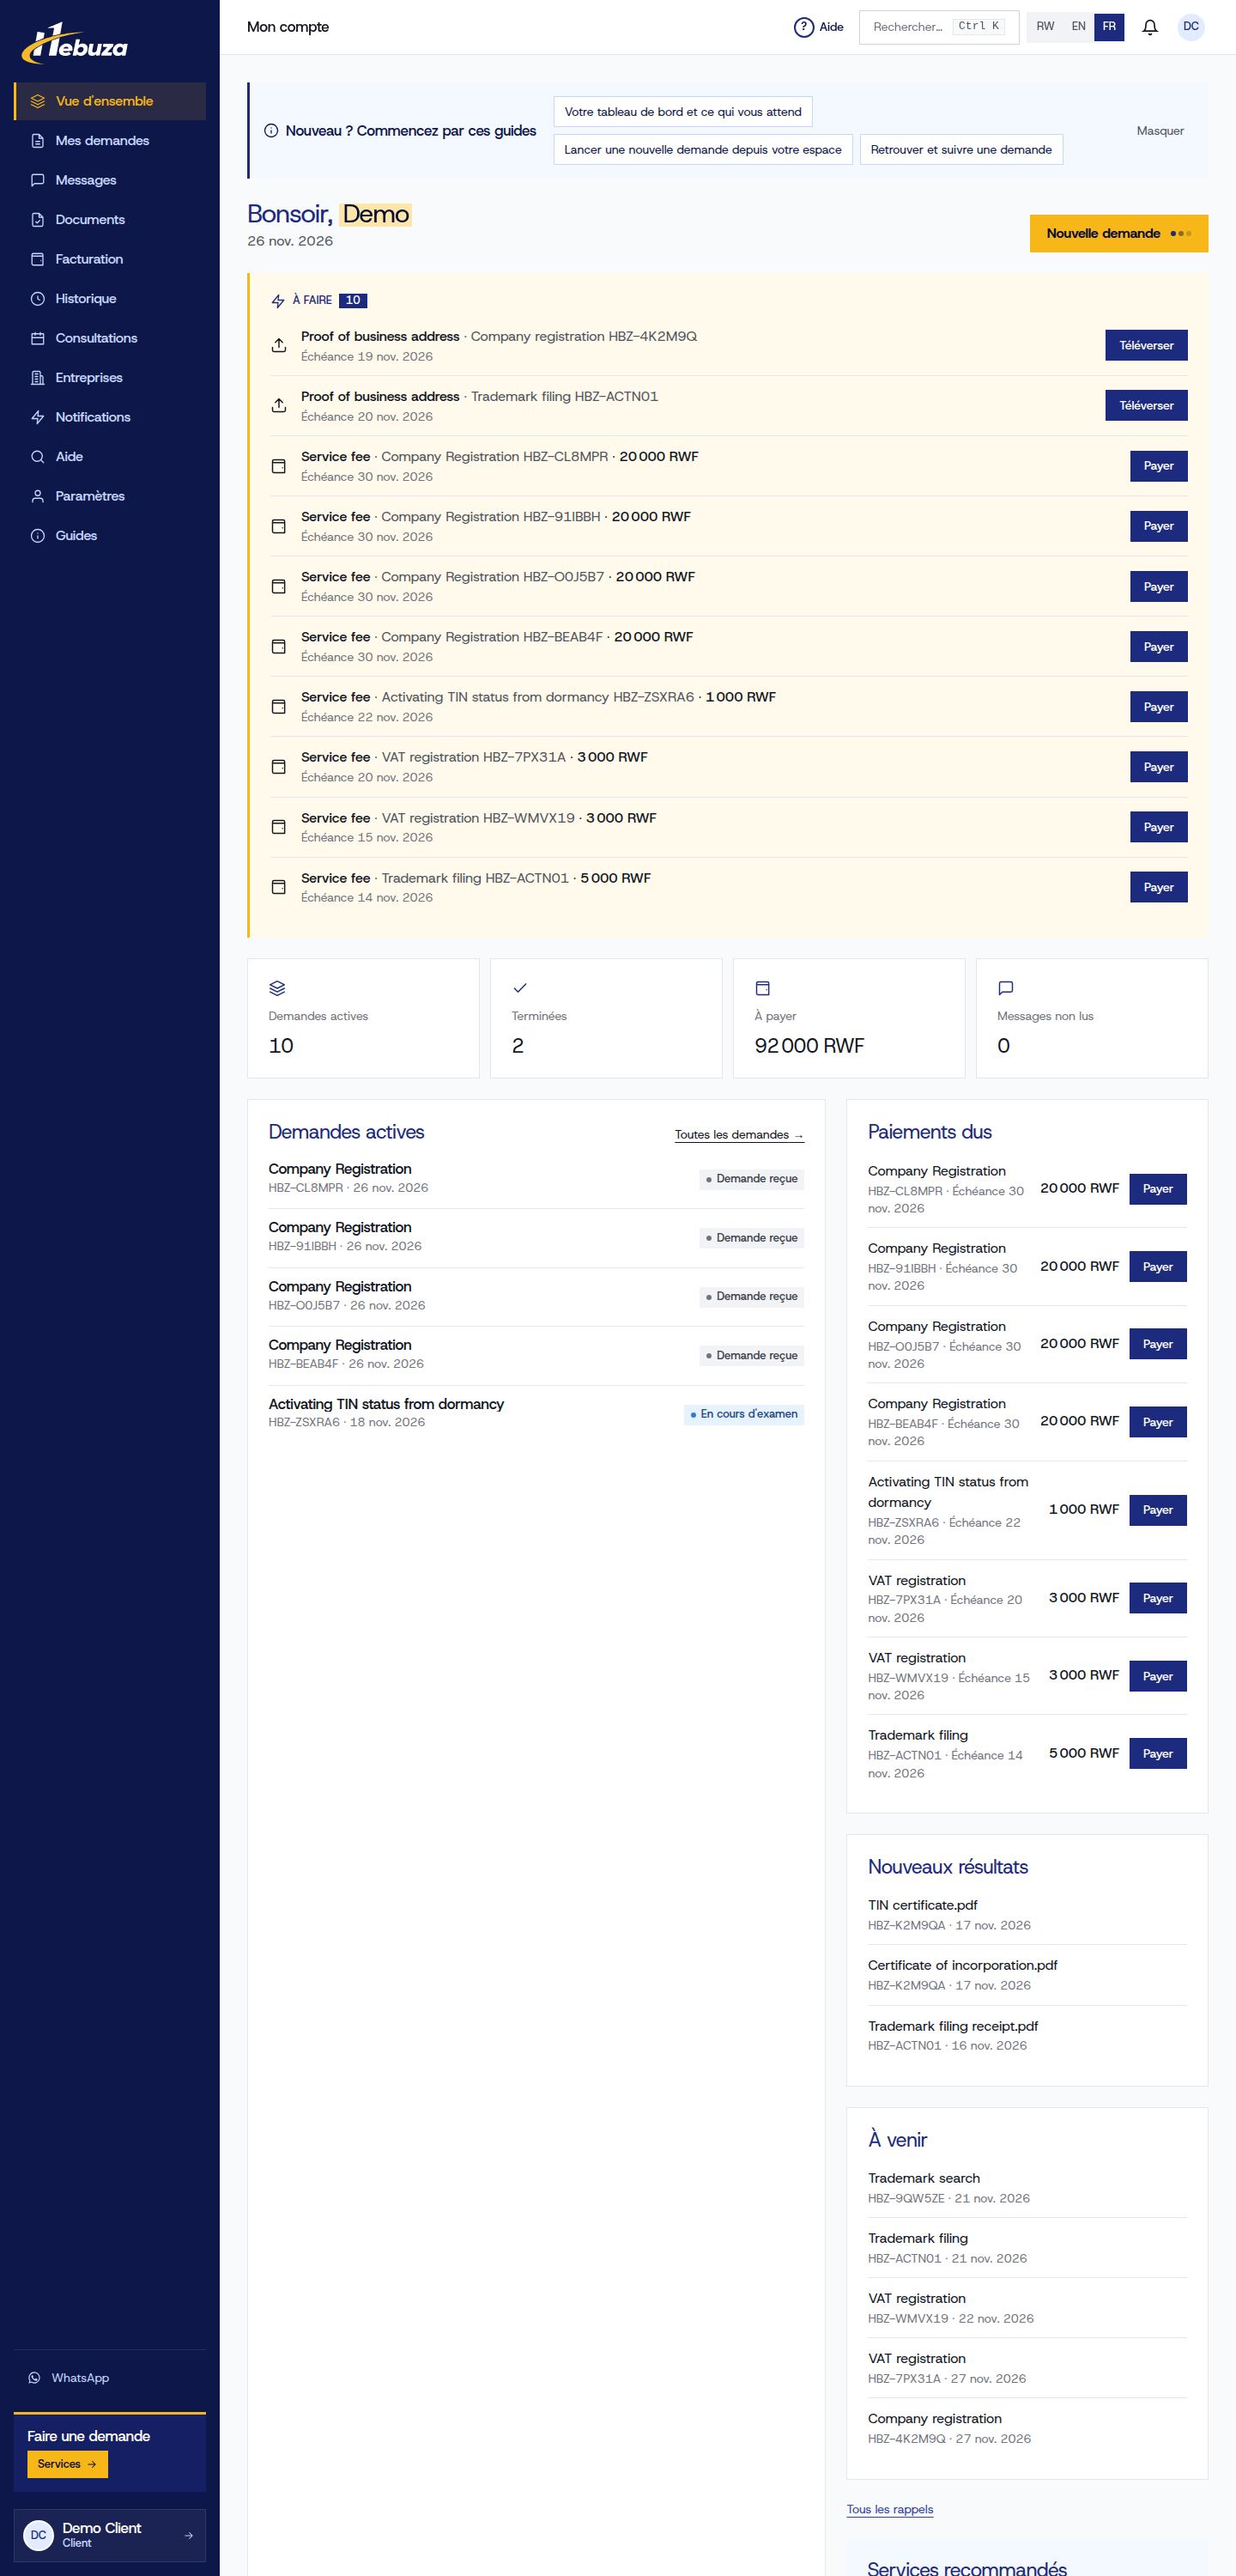 Hebuza
Vue d'ensemble
Mes demandes
Messages
Documents
Facturation
Historique
Consultations
Entreprises
Notifications
Aide
Paramètres
Guides
WhatsApp
Faire une demande
Services →
DC
Demo Client
Client
→
Mon compte
? Aide
Rechercher... Ctrl K
RW EN FR
DC
Nouveau ? Commencez par ces guides
Votre tableau de bord et ce qui vous attend
Lancer une nouvelle demande depuis votre espace
Retrouver et suivre une demande
Masquer
Bonsoir, Demo
26 nov. 2026
Nouvelle demande
À FAIRE 10
Proof of business address · Company registration HBZ-4K2M9Q
Échéance 19 nov. 2026
Téléverser
Proof of business address · Trademark filing HBZ-ACTN01
Échéance 20 nov. 2026
Téléverser
Service fee · Company Registration HBZ-CL8MPR · 20 000 RWF
Échéance 30 nov. 2026
Payer
Service fee · Company Registration HBZ-91IBBH · 20 000 RWF
Échéance 30 nov. 2026
Payer
Service fee · Company Registration HBZ-O0J5B7 · 20 000 RWF
Échéance 30 nov. 2026
Payer
Service fee · Company Registration HBZ-BEAB4F · 20 000 RWF
Échéance 30 nov. 2026
Payer
Service fee · Activating TIN status from dormancy HBZ-ZSXRA6 · 1 000 RWF
Échéance 22 nov. 2026
Payer
Service fee · VAT registration HBZ-7PX31A · 3 000 RWF
Échéance 20 nov. 2026
Payer
Service fee · VAT registration HBZ-WMVX19 · 3 000 RWF
Échéance 15 nov. 2026
Payer
Service fee · Trademark filing HBZ-ACTN01 · 5 000 RWF
Échéance 14 nov. 2026
Payer
Demandes actives
10
Terminées
2
À payer
92 000 RWF
Messages non lus
0
Demandes actives
Toutes les demandes →
Company Registration
HBZ-CL8MPR · 26 nov. 2026
Demande reçue
Company Registration
HBZ-91IBBH · 26 nov. 2026
Demande reçue
Company Registration
HBZ-O0J5B7 · 26 nov. 2026
Demande reçue
Company Registration
HBZ-BEAB4F · 26 nov. 2026
Demande reçue
Activating TIN status from dormancy
HBZ-ZSXRA6 · 18 nov. 2026
En cours d'examen
Paiements dus
Company Registration
HBZ-CL8MPR · Échéance 30
nov. 2026
20 000 RWF
Payer
Company Registration
HBZ-91IBBH · Échéance 30
nov. 2026
20 000 RWF
Payer
Company Registration
HBZ-O0J5B7 · Échéance 30
nov. 2026
20 000 RWF
Payer
Company Registration
HBZ-BEAB4F · Échéance 30
nov. 2026
20 000 RWF
Payer
Activating TIN status from
dormancy
HBZ-ZSXRA6 · Échéance 22
nov. 2026
1 000 RWF
Payer
VAT registration
HBZ-7PX31A · Échéance 20
nov. 2026
3 000 RWF
Payer
VAT registration
HBZ-WMVX19 · Échéance 15
nov. 2026
3 000 RWF
Payer
Trademark filing
HBZ-ACTN01 · Échéance 14
nov. 2026
5 000 RWF
Payer
Nouveaux résultats
TIN certificate.pdf
HBZ-K2M9QA · 17 nov. 2026
Certificate of incorporation.pdf
HBZ-K2M9QA · 17 nov. 2026
Trademark filing receipt.pdf
HBZ-ACTN01 · 16 nov. 2026
À venir
Trademark search
HBZ-9QW5ZE · 21 nov. 2026
Trademark filing
HBZ-ACTN01 · 21 nov. 2026
VAT registration
HBZ-WMVX19 · 22 nov. 2026
VAT registration
HBZ-7PX31A · 27 nov. 2026
Company registration
HBZ-4K2M9Q · 27 nov. 2026
Tous les rappels
Services recommandés